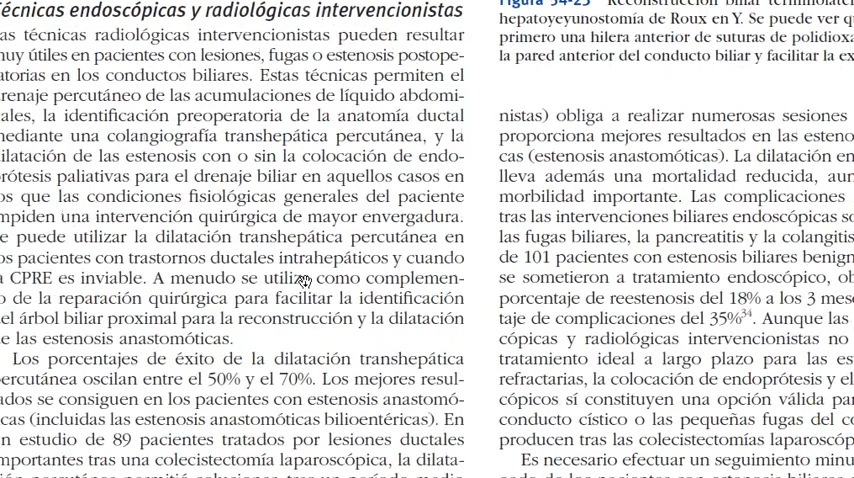 écnicas endoscópicas y radiológicas intervencionistas
as técnicas radiológicas intervencionistas pueden resultar
muy útiles en pacientes con lesiones, fugas o estenosis postope-
atorias en los conductos biliares. Estas técnicas permiten el
drenaje percutáneo de las acumulaciones de líquido abdomi-
ales, la identificación preoperatoria de la anatomía ductal
mediante una colangiografía transhepática percutánea, y la
dilatación de las estenosis con o sin la colocación de endo-
prótesis paliativas para el drenaje biliar en aquellos casos en
os que las condiciones fisiológicas generales del paciente
mpiden una intervención quirúrgica de mayor envergadura.
e puede utilizar la dilatación transhepática percutánea en
os pacientes con trastornos ductales intrahepáticos y cuando
a CPRE es inviable. A menudo se utiliza como complemen-
o de la reparación quirúrgica para facilitar la identificación
el árbol biliar proximal para la reconstrucción y la dilatación
e las estenosis anastomóticas.
Los porcentajes de éxito de la dilatación transhepática
percutánea oscilan entre el 50% y el 70%. Los mejores resul-
ados se consiguen en los pacientes con estenosis anastomó-
icas (incluidas las estenosis anastomóticas bilioentéricas). En
n estudio de 89 pacientes tratados por lesiones ductales
mportantes tras una colecistectomía laparoscópica, la dilata-
Figura 54-25 Reconstrucción biliar terminolater
hepatoyeyunostomía de Roux en Y. Se puede ver qu
primero una hilera anterior de suturas de polidioxa
la pared anterior del conducto biliar y facilitar la ex
nistas) obliga a realizar numerosas sesiones
proporciona mejores resultados en las esteno
cas (estenosis anastomóticas). La dilatación en
lleva además una mortalidad reducida, aun
morbilidad importante. Las complicaciones
tras las intervenciones biliares endoscópicas so
las fugas biliares, la pancreatitis y la colangitis
de 101 pacientes con estenosis biliares benign
se sometieron a tratamiento endoscópico, ob
porcentaje de reestenosis del 18% a los 3 mese
taje de complicaciones del 35%34. Aunque las
cópicas y radiológicas intervencionistas no
tratamiento ideal a largo plazo para las es
refractarias, la colocación de endoprótesis y el
cópicos sí constituyen una opción válida par
conducto cístico o las pequeñas fugas del co
producen tras las colecistectomías laparoscóp
Es necesario efectuar un seguimiento minu